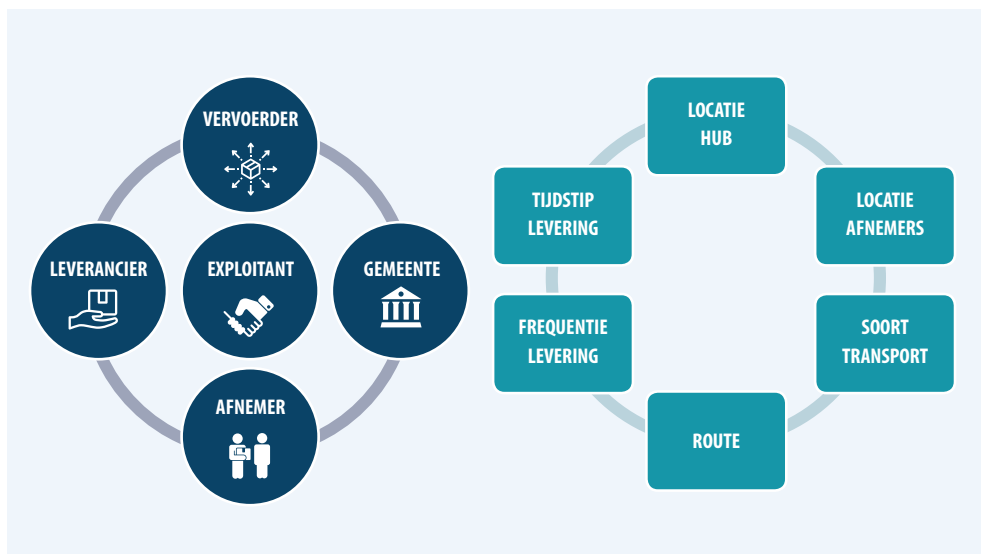 VERVOERDER
LEVERANCIER
EXPLOITANT
GEMEENTE
AFNEMER
LOCATIE
HUB
TIJDSTIP
LEVERING
LOCATIE
AFNEMERS
FREQUENTIE
LEVERING
SOORT
TRANSPORT
ROUTE